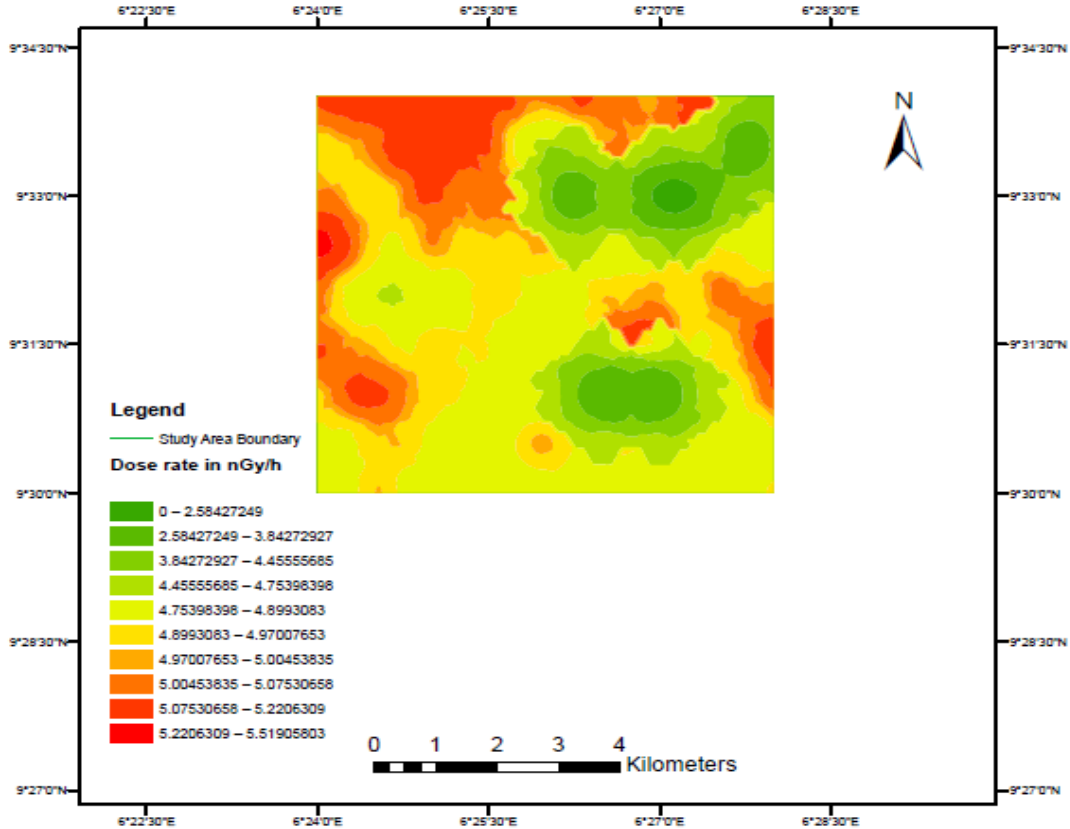 6°22'30"E 6°24'0"E 6°25'30"E 6°27'0"E 6°28'30"E
9°34'30"N 9°34'30"N
N
9°33'0"N 9°33'0"N
9°31'30"N 9°31'30"N
Legend
Study Area Boundary
Dose rate in nGy/h
9°30'0"N 9°30'0"N
0 – 2.58427249
2.58427249 – 3.84272927
3.84272927 – 4.45555685
4.45555685 – 4.75398398
4.75398398 – 4.8993083
4.8993083 – 4.97007653
9°28'30"N 9°28'30"N
4.97007653 – 5.00453835
5.00453835 – 5.07530658
5.07530658 – 5.2206309
5.2206309 – 5.51905803
0 1 2 3 4
Kilometers
9°27'0"N 9°27'0"N
6°22'30"E 6°24'0"E 6°25'30"E 6°27'0"E 6°28'30"E